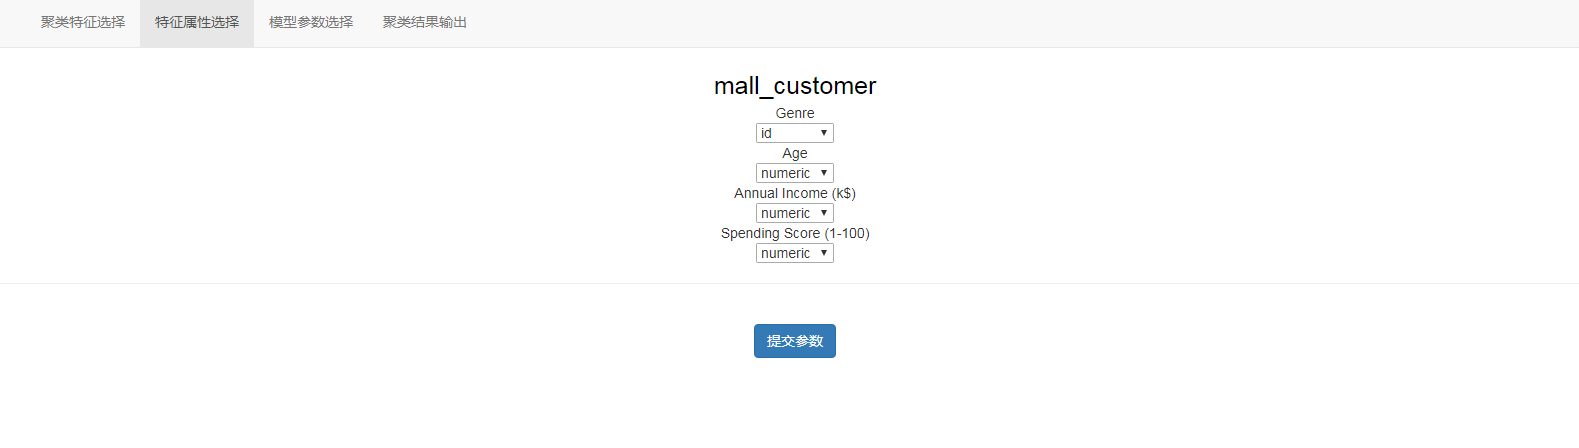 聚类特征选择 特征属性选择 模型参数选择 聚类结果输出
mall_customer
Genre
id
Age
numeric
Annual Income (k$)
numeric
Spending Score (1-100)
numeric
提交参数